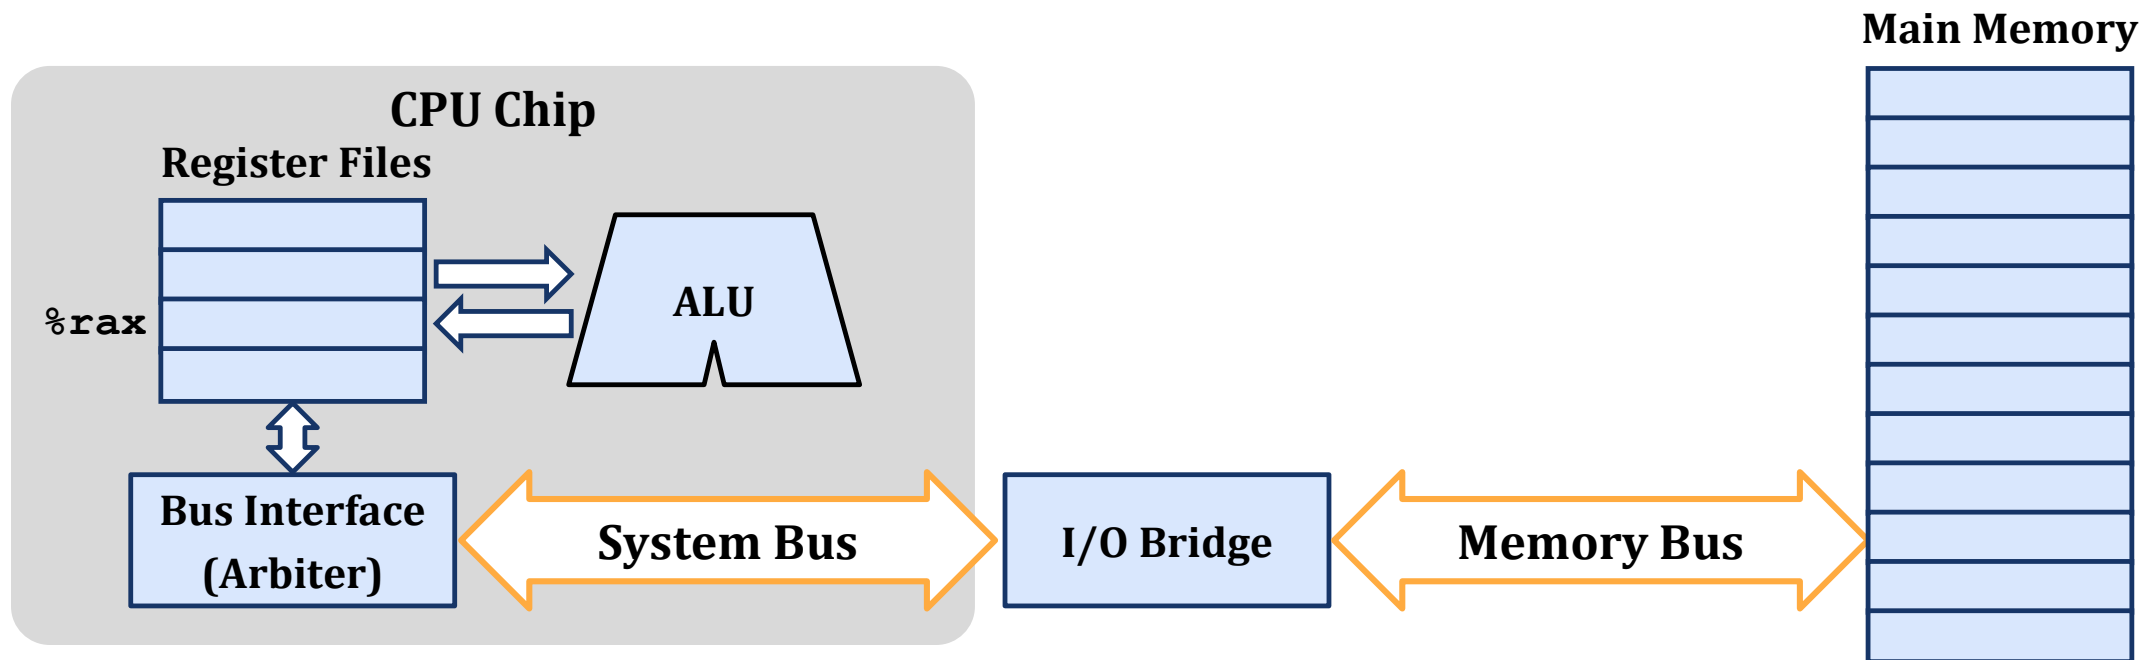 Main Memory
CPU Chip
Register Files
%rax
ALU
Bus Interface
(Arbiter)
System Bus
I/O Bridge
Memory Bus